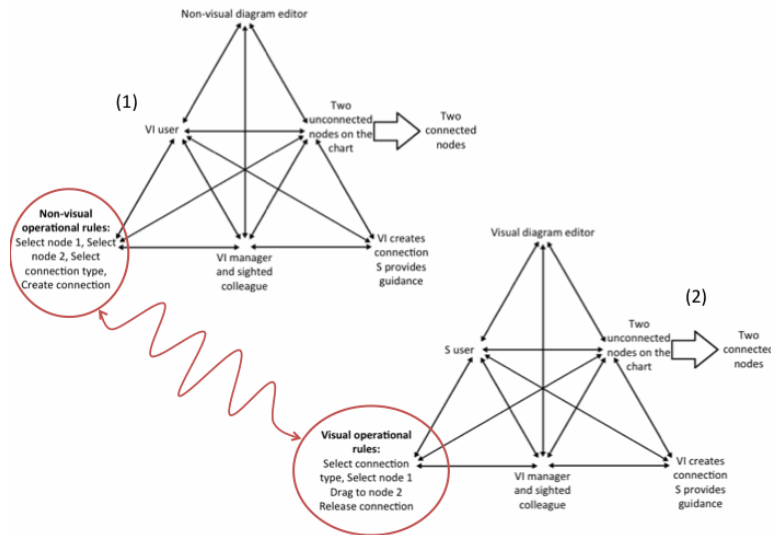 Non-visual diagram editor
(1)
VI user
Two
unconnected
nodes on the
chart
Two
connected
nodes
Non-visual
operational rules:
Select node 1, Select
node 2, Select
connection type,
Create connection
VI manager
and sighted
colleague
VI creates
connection
S provides
guidance
Visual diagram editor
(2)
S user
Two
unconnected
nodes on the
chart
Two
connected
nodes
Visual operational
rules:
Select connection
type, Select node 1
Drag to node 2
Release connection
VI manager
and sighted
colleague
VI creates
connection
S provides
guidance